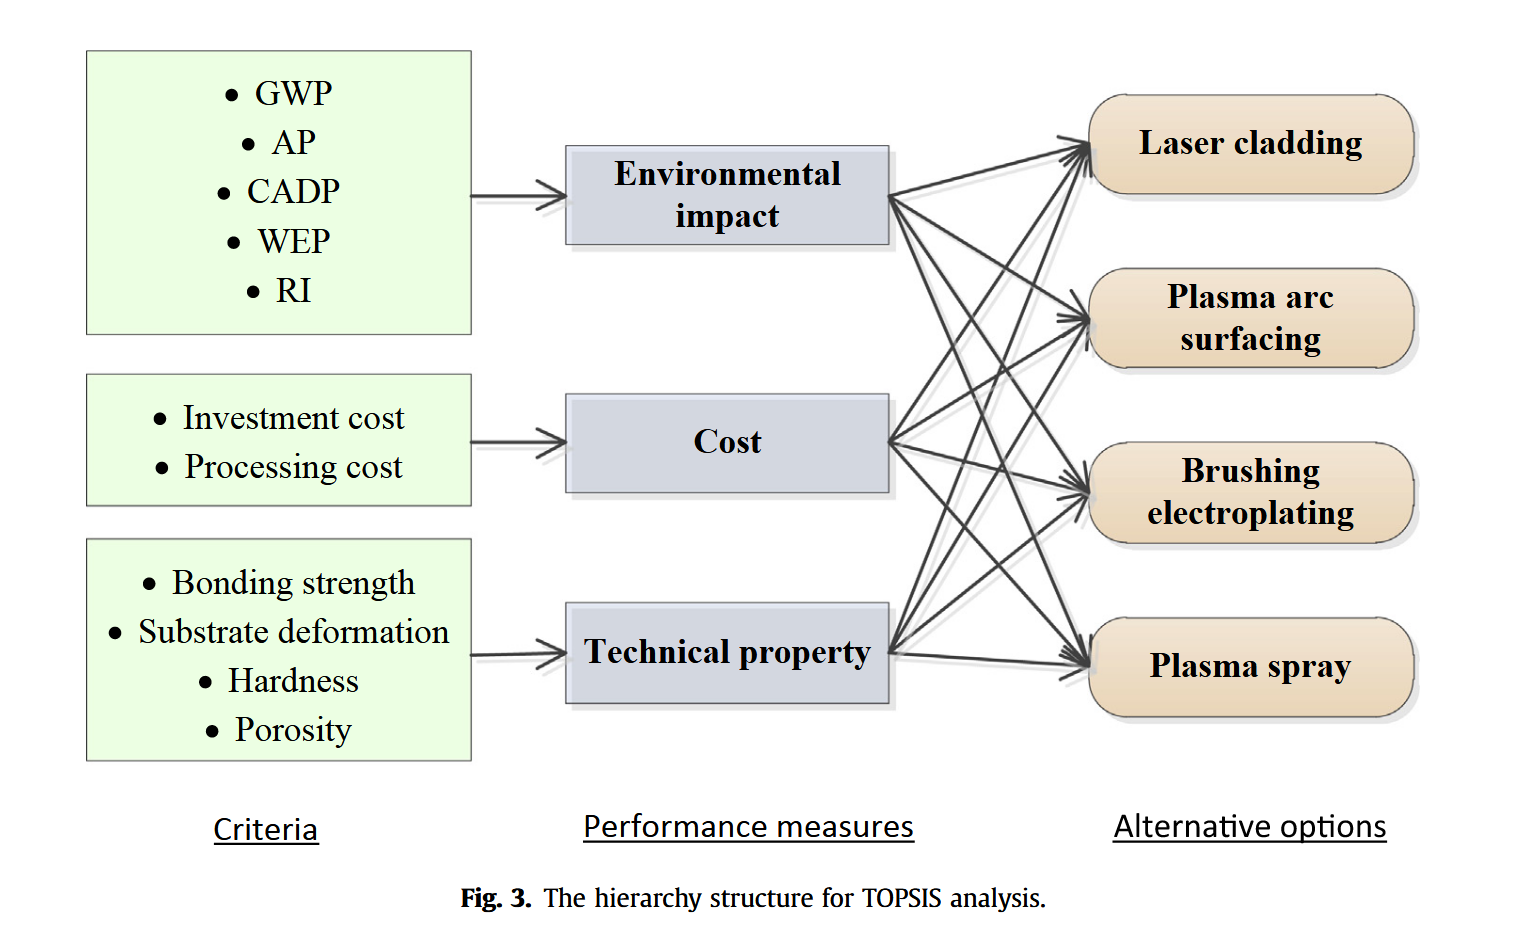 • GWP
• AP
• CADP
• WEP
• RI
• Investment cost
• Processing cost
• Bonding strength
• Substrate deformation
• Hardness
• Porosity
Criteria
Environmental
impact
Cost
Technical property
Performance measures
Laser cladding
Plasma arc
surfacing
Brushing
electroplating
Plasma spray
Alternative options
Fig. 3. The hierarchy structure for TOPSIS analysis.